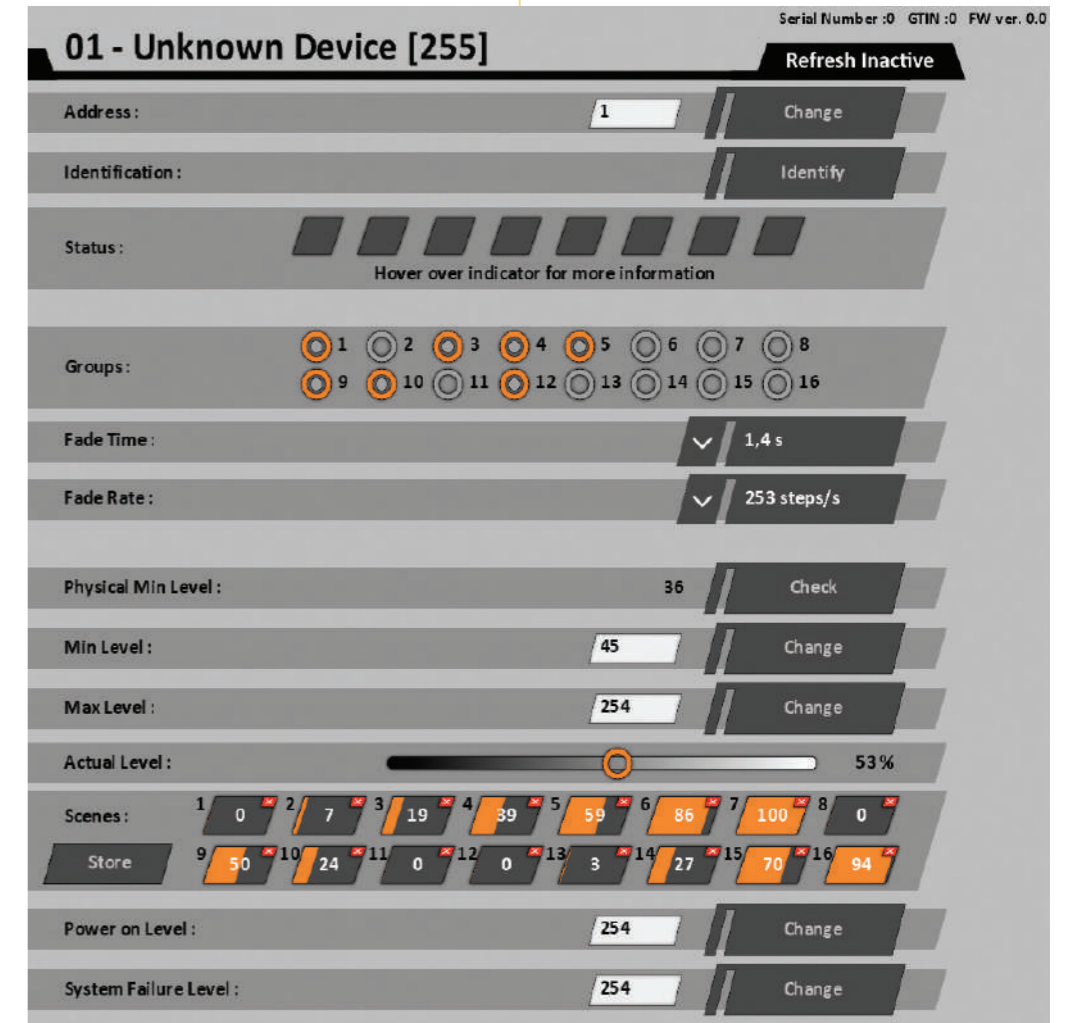 Serial Number :0 GTIN :0 FW ver. 0.0
01 - Unknown Device [255]
Refresh Inactive
Address : 1 Change
Identification : Identify
Status :
Hover over indicator for more information
Groups : 1 2 3 4 5 6 7 8
9 10 11 12 13 14 15 16
Fade Time : 1,4 s
Fade Rate : 253 steps/s
Physical Min Level : 36 Check
Min Level : 45 Change
Max Level : 254 Change
Actual Level : 53%
Scenes : 1 0 2 7 3 19 4 39 5 59 6 86 7 100 8 0
Store 9 50 10 24 11 0 12 0 13 3 14 27 15 70 16 94
Power on Level : 254 Change
System Failure Level : 254 Change